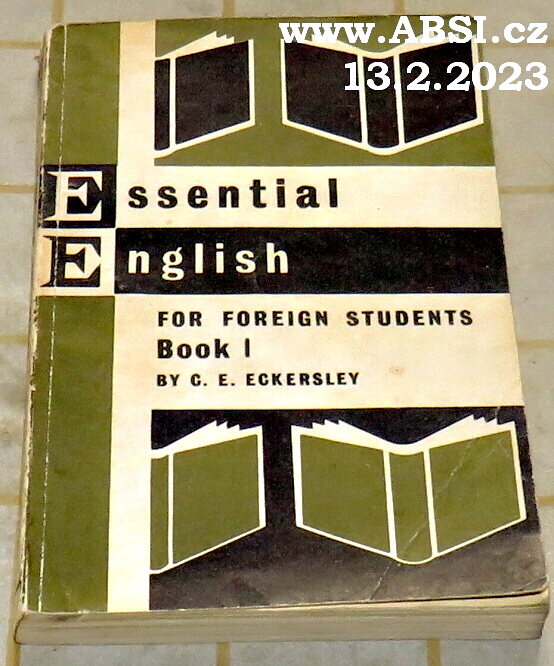 www.ABSI.cz
13.2.2023
Essential
English
FOR FOREIGN STUDENTS
Book I
BY C. E. ECKERSLEY